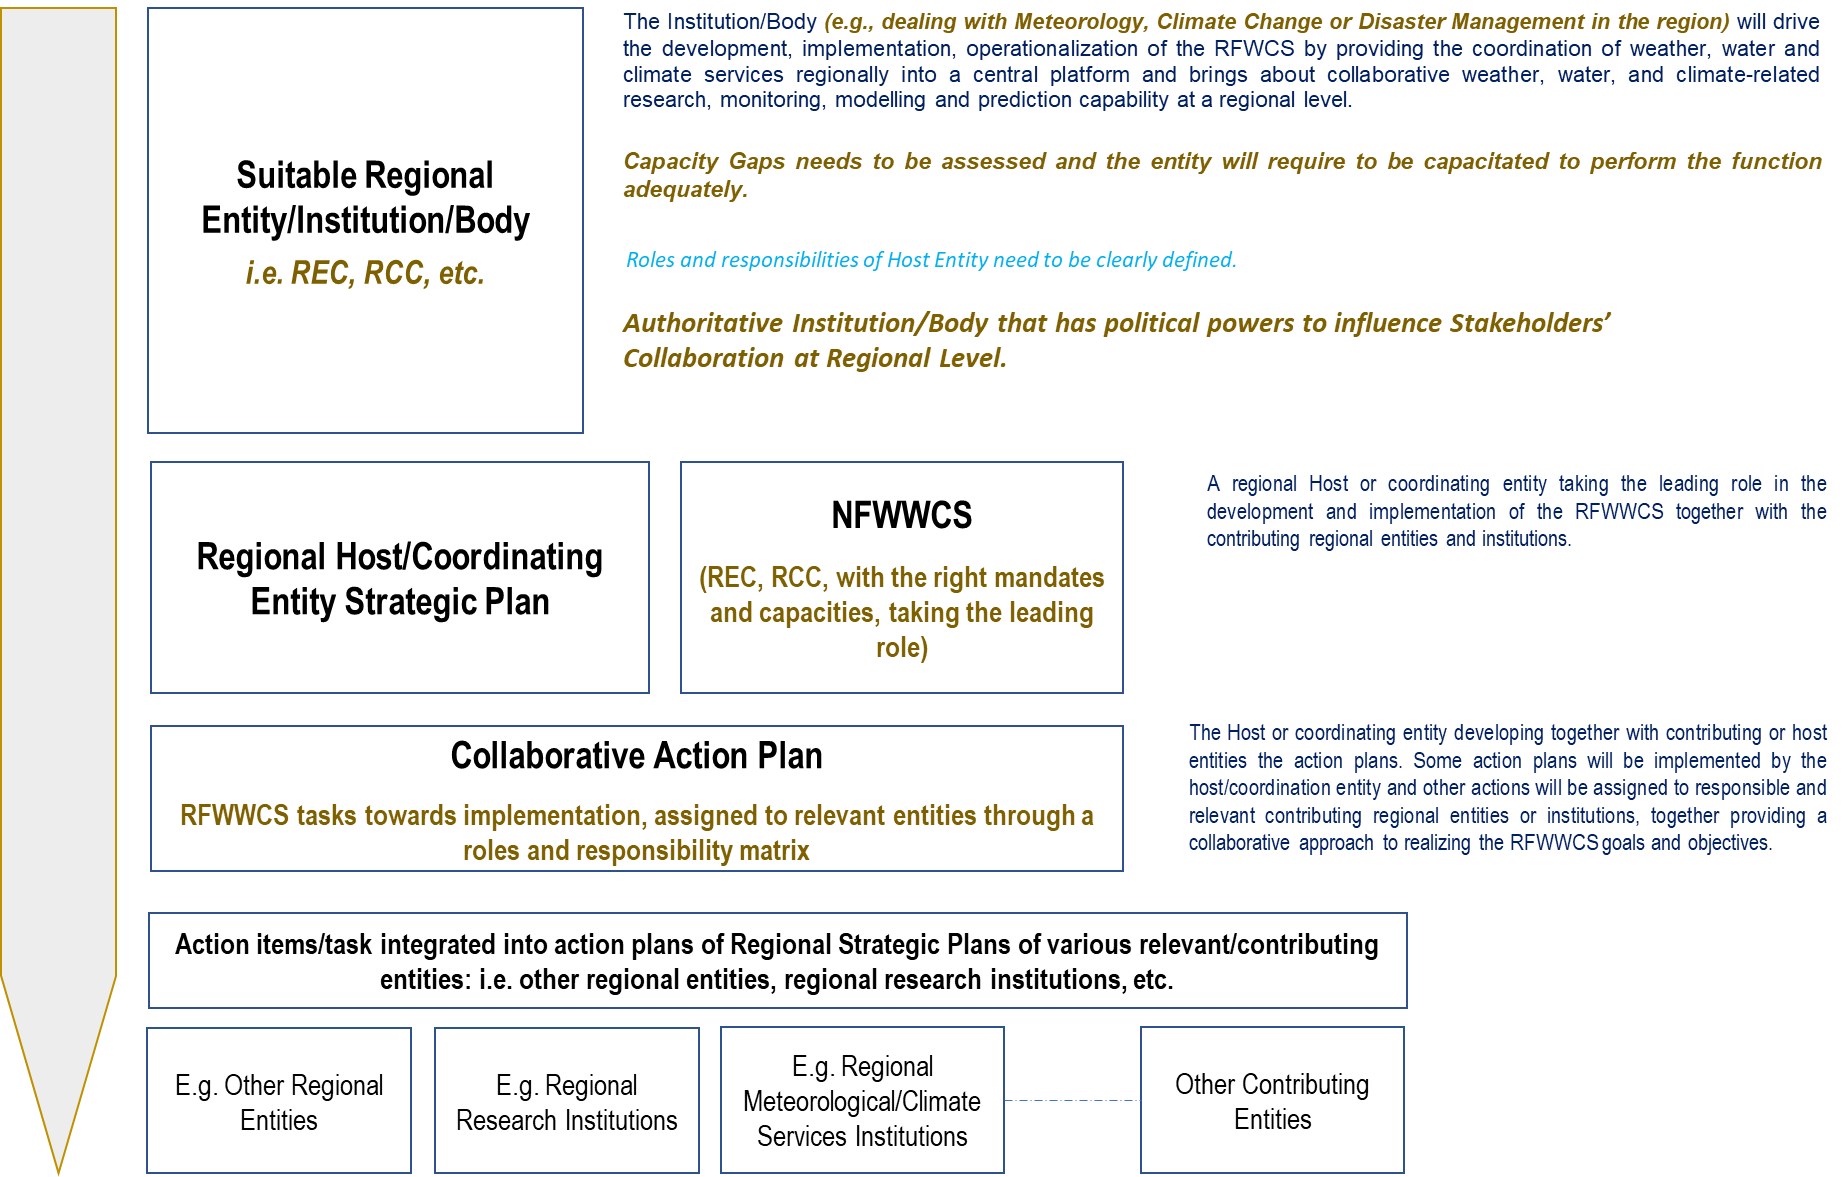 Suitable Regional
Entity/Institution/Body
i.e. REC, RCC, etc.
The Institution/Body (e.g., dealing with Meteorology, Climate Change or Disaster Management in the region) will drive
the development, implementation, operationalization of the RFWCS by providing the coordination of weather, water and
climate services regionally into a central platform and brings about collaborative weather, water, and climate-related
research, monitoring, modelling and prediction capability at a regional level.
Capacity Gaps needs to be assessed and the entity will require to be capacitated to perform the function
adequately.
Roles and responsibilities of Host Entity need to be clearly defined.
Authoritative Institution/Body that has political powers to influence Stakeholders’
Collaboration at Regional Level.
Regional Host/Coordinating
Entity Strategic Plan
NFWWCS
(REC, RCC, with the right mandates
and capacities, taking the leading
role)
A regional Host or coordinating entity taking the leading role in the
development and implementation of the RFWWCS together with the
contributing regional entities and institutions.
Collaborative Action Plan
RFWWCS tasks towards implementation, assigned to relevant entities through a
roles and responsibility matrix
The Host or coordinating entity developing together with contributing or host
entities the action plans. Some action plans will be implemented by the
host/coordination entity and other actions will be assigned to responsible and
relevant contributing regional entities or institutions, together providing a
collaborative approach to realizing the RFWWCS goals and objectives.
Action items/task integrated into action plans of Regional Strategic Plans of various relevant/contributing
entities: i.e. other regional entities, regional research institutions, etc.
E.g. Other Regional
Entities
E.g. Regional
Research Institutions
E.g. Regional
Meteorological/Climate
Services Institutions
Other Contributing
Entities